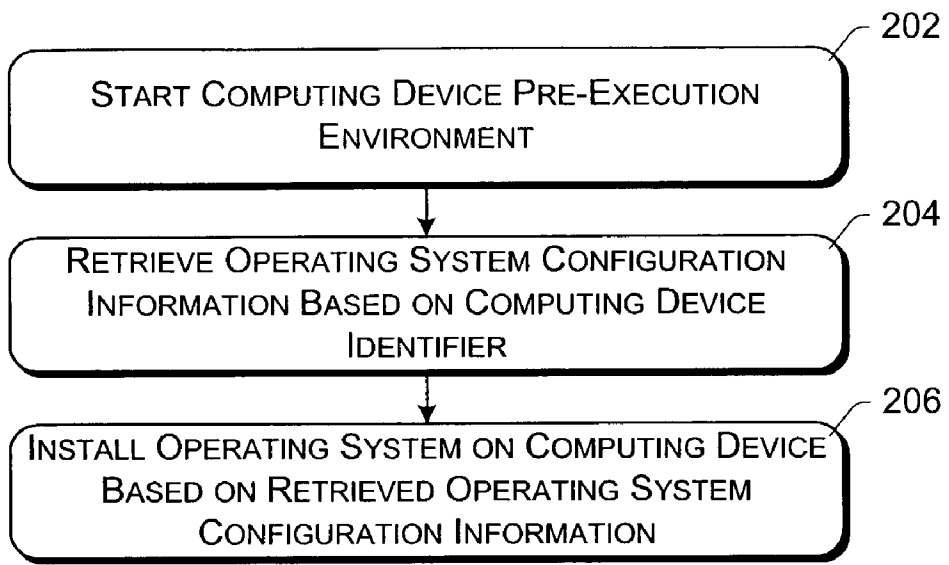 202
START COMPUTING DEVICE PRE-EXECUTION
ENVIRONMENT
204
RETRIEVE OPERATING SYSTEM CONFIGURATION
INFORMATION BASED ON COMPUTING DEVICE
IDENTIFIER
206
INSTALL OPERATING SYSTEM ON COMPUTING DEVICE
BASED ON RETRIEVED OPERATING SYSTEM
CONFIGURATION INFORMATION